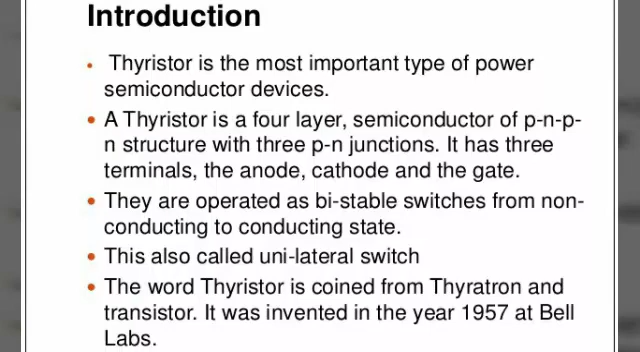 Introduction
• Thyristor is the most important type of power
semiconductor devices.
• A Thyristor is a four layer, semiconductor of p-n-p-
n structure with three p-n junctions. It has three
terminals, the anode, cathode and the gate.
• They are operated as bi-stable switches from non-
conducting to conducting state.
• This also called uni-lateral switch
• The word Thyristor is coined from Thyratron and
transistor. It was invented in the year 1957 at Bell
Labs.